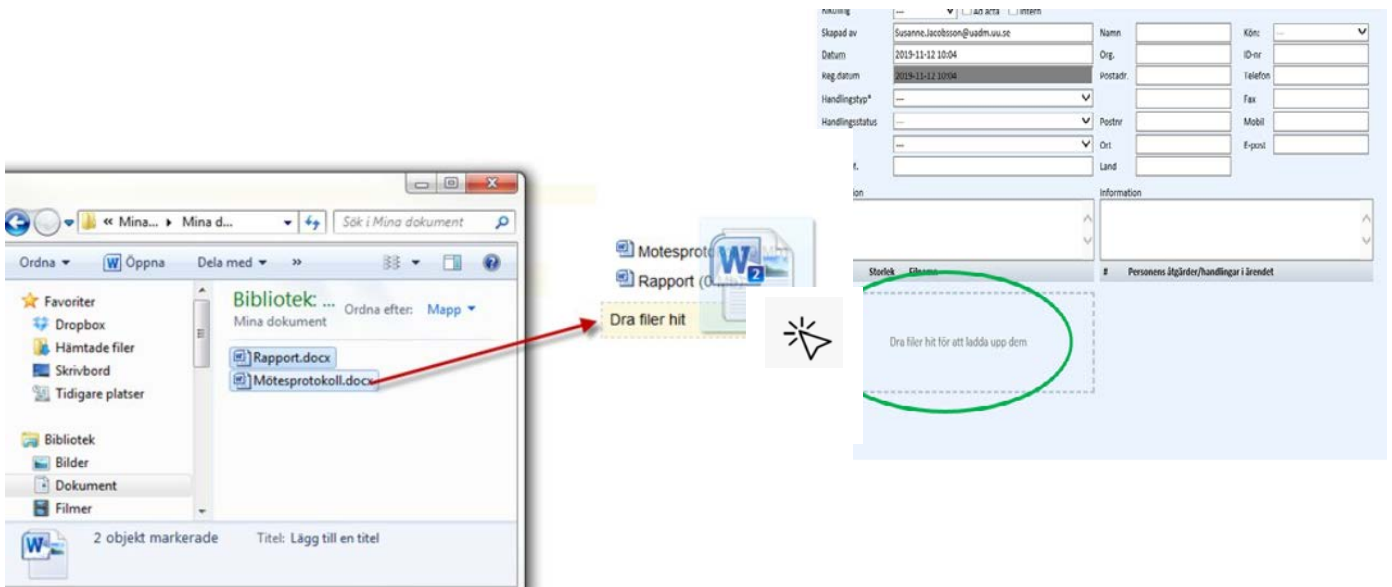 Ad acta Intern
Skapad av Susanne.Jacobsson@uadm.uu.se Namn Kön: ---
Datum 2019-11-12 10:04 Org. ID-nr
Reg.datum 2019-11-12 10:04 Postadr. Telefon
Handlingstyp* --- Fax
Handlingsstatus --- Postnr Mobil
--- Ort E-post
Land
Information
Storlek Filnamn # Personens åtgärder/handlingar i ärendet
Dra filer hit för att ladda upp dem
« Mina... Mina d... Sök i Mina dokument
Ordna Öppna Dela med »
Favoriter
Dropbox
Hämtade filer
Skrivbord
Tidigare platser
Bibliotek
Bilder
Dokument
Filmer
Bibliotek: ...
Mina dokument
Ordna efter: Mapp
Rapport.docx
Mötesprotokoll.docx
2 objekt markerade Titel: Lägg till en titel
Rapport
Dra filer hit
W 2